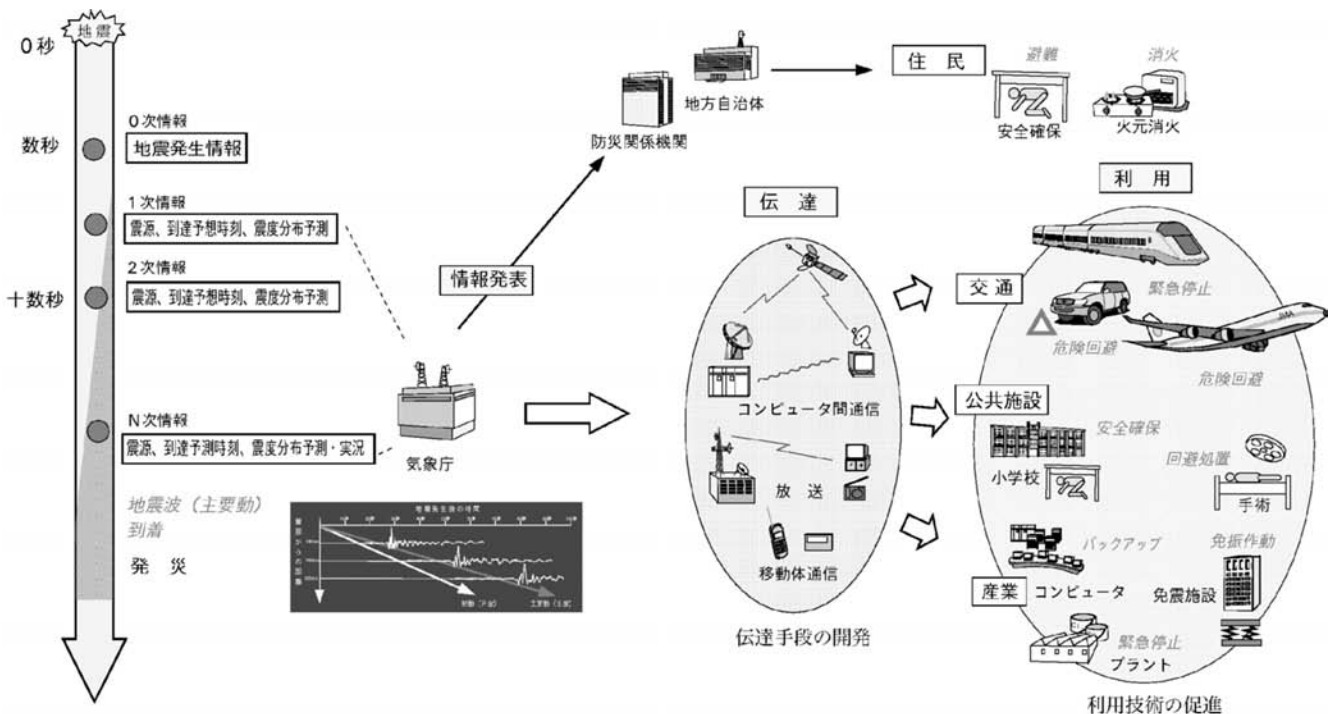 地震
0秒
数秒
0次情報
地震発生情報
1次情報
震源、到達予想時刻、震度分布予測
2次情報
震源、到達予想時刻、震度分布予測
十数秒
N次情報
震源、到達予測時刻、震度分布予測・実況
地震波（主要動）
到着
発災
気象庁
情報発表
防災関係機関
地方自治体
住民
避難
安全確保
消火
火元消火
伝達
コンピュータ間通信
放送
移動体通信
伝達手段の開発
利用
交通
緊急停止
危険回避
JMA
危険回避
公共施設
安全確保
小学校
回避処置
手術
バックアップ
産業
コンピュータ
免振作動
免震施設
緊急停止
プラント
利用技術の促進